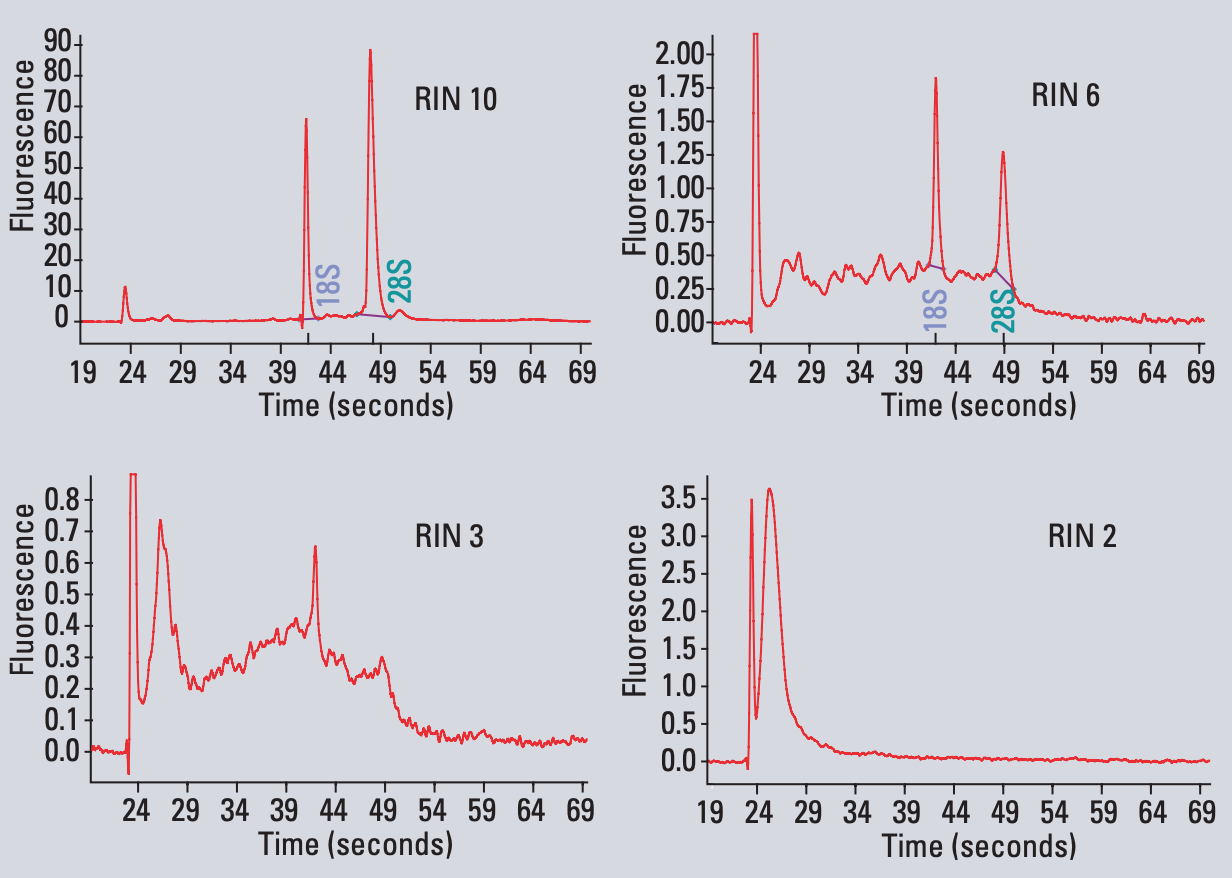 Fluorescence
90
80
70
60
50
40
30
20
10
0
RIN 10
18S
28S
19 24 29 34 39 44 49 54 59 64 69
Time (seconds)
Fluorescence
2.00
1.75
1.50
1.25
1.00
0.75
0.50
0.25
0.00
RIN 6
18S
28S
24 29 34 39 44 49 54 59 64 69
Time (seconds)
Fluorescence
0.8
0.7
0.6
0.5
0.4
0.3
0.2
0.1
0.0
RIN 3
24 29 34 39 44 49 54 59 64 69
Time (seconds)
Fluorescence
3.5
3.0
2.5
2.0
1.5
1.0
0.5
0.0
RIN 2
19 24 29 34 39 44 49 54 59 64 69
Time (seconds)